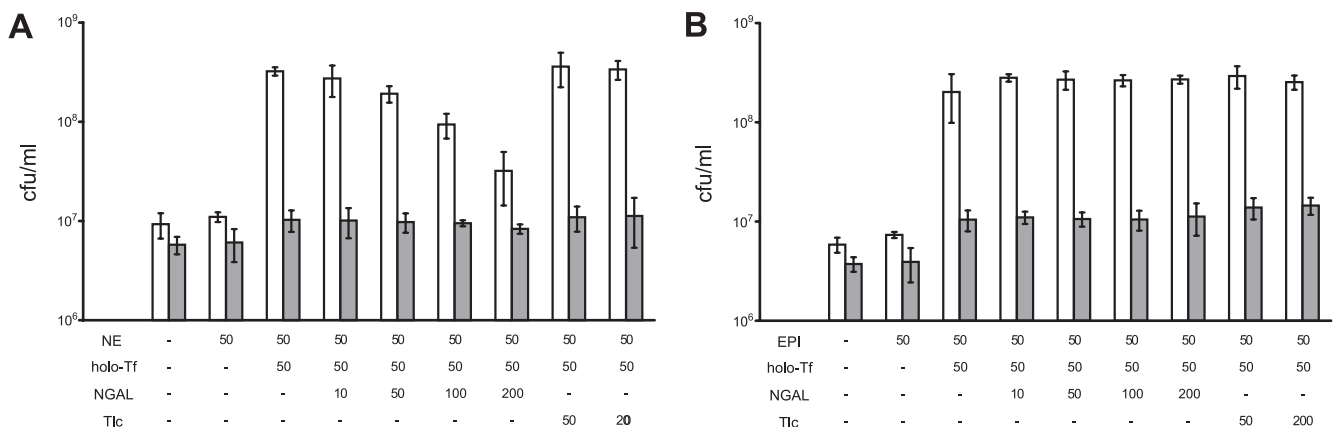 A
10⁹
10⁸
10⁷
10⁶
cfu/ml
NE - 50 50 50 50 50 50 50 50
holo-Tf - - 50 50 50 50 50 50 50
NGAL - - - 10 50 100 200 - -
Tlc - - - - - - - 50 200
B
10⁹
10⁸
10⁷
10⁶
cfu/ml
EPI - 50 50 50 50 50 50 50 50
holo-Tf - - 50 50 50 50 50 50 50
NGAL - - - 10 50 100 200 - -
Tlc - - - - - - - 50 200